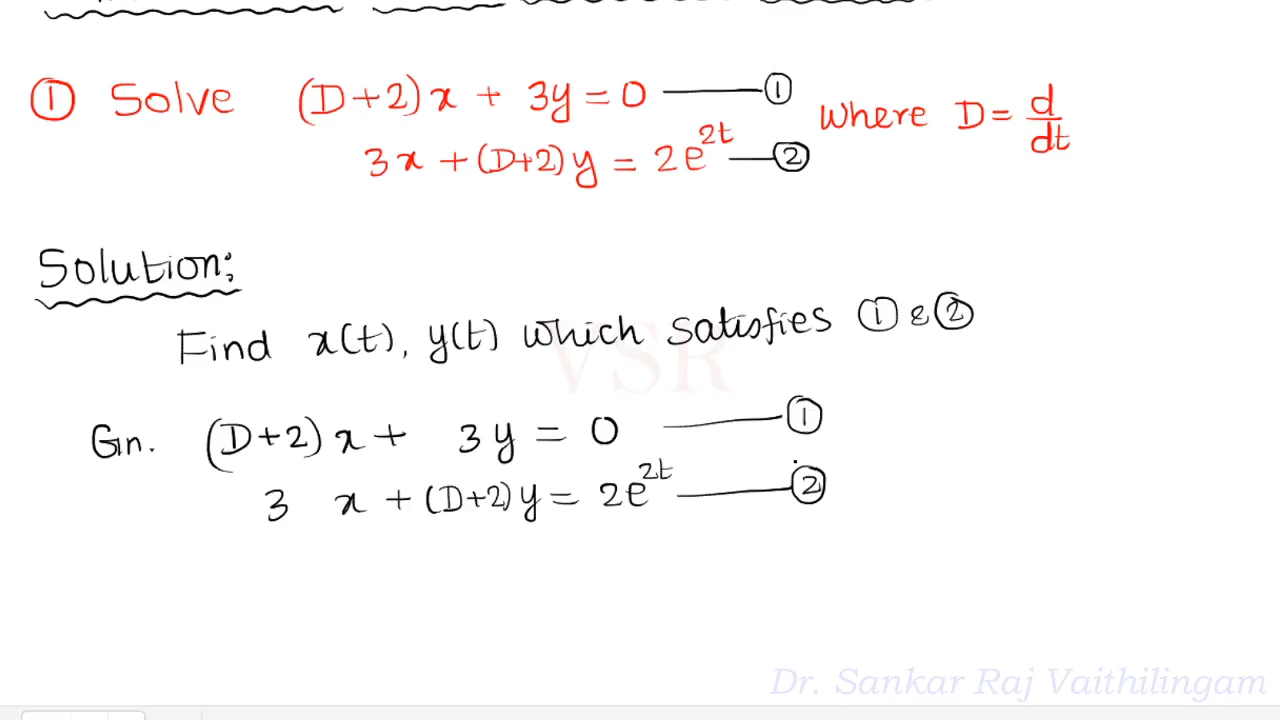 ① Solve (D+2)x + 3y = 0 —— ① where D = d/dt
3x + (D+2)y = 2e^{2t} —— ②
Solution:
Find x(t), y(t) which satisfies ① & ②
VSR
Gn. (D+2)x + 3y = 0 —— ①
3 x + (D+2)y = 2e^{2t} —— ②
Dr. Sankar Raj Vaithilingam